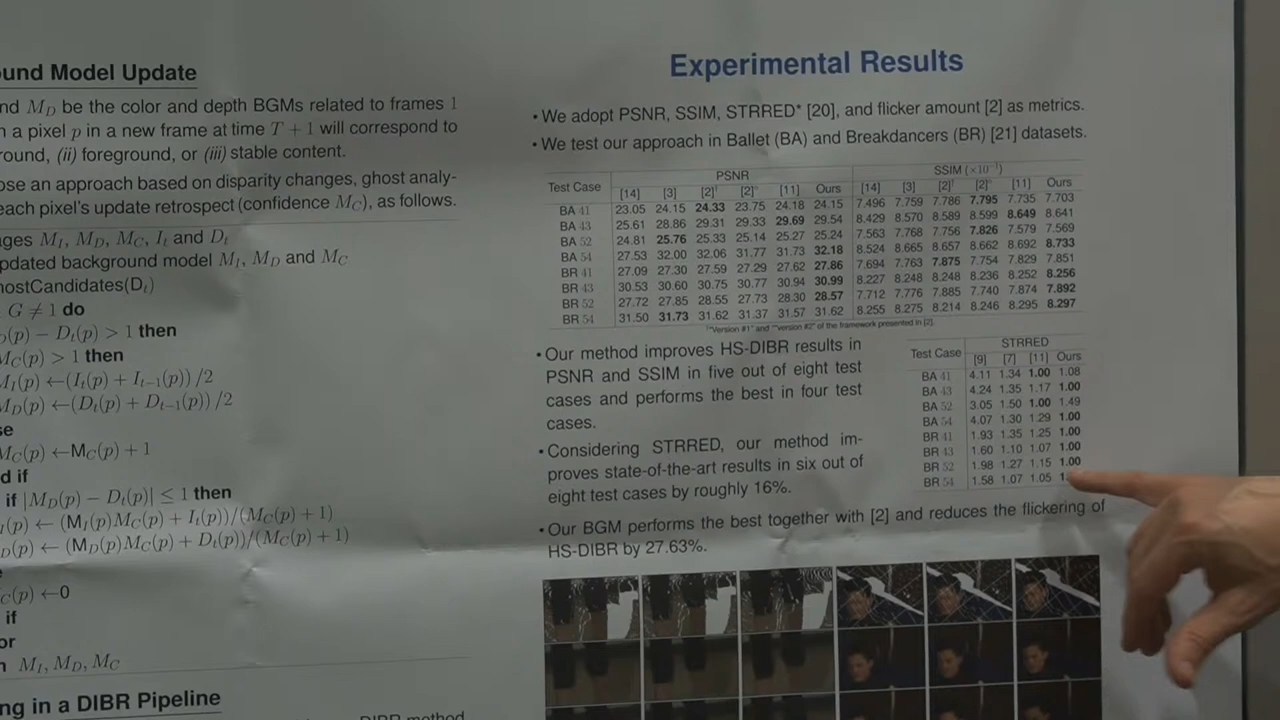 ound Model Update
nd M_D be the color and depth BGMs related to frames 1
n a pixel p in a new frame at time T + 1 will correspond to
round, (ii) foreground, or (iii) stable content.
ose an approach based on disparity changes, ghost analy-
each pixel's update retrospect (confidence M_C), as follows.
ges M_I, M_D, M_C, I_t and D_t
pdated background model M_I, M_D and M_C
hostCandidates(D_t)
G ≠ 1 do
D(p) − D_t(p) > 1 then
M_C(p) > 1 then
M_I(p) ←(I_t(p) + I_{t−1}(p))/2
M_D(p) ←(D_t(p) + D_{t−1}(p))/2
se
M_C(p) ←M_C(p) + 1
d if
if |M_D(p) − D_t(p)| ≤ 1 then
I(p) ← (M_I(p)M_C(p) + I_t(p))/(M_C(p) + 1)
D(p) ← (M_D(p)M_C(p) + D_t(p))/(M_C(p) + 1)
e
C(p) ←0
if
or
n M_I, M_D, M_C
ng in a DIBR Pipeline
DIBR method
Experimental Results
• We adopt PSNR, SSIM, STRRED* [20], and flicker amount [2] as metrics.
• We test our approach in Ballet (BA) and Breakdancers (BR) [21] datasets.
Test Case PSNR SSIM (×10⁻¹)
[14] [3] [2]† [2]* [11] Ours [14] [3] [2]† [2]* [11] Ours
BA 41 23.05 24.15 24.33 23.75 24.18 24.15 7.496 7.759 7.786 7.795 7.735 7.703
BA 43 25.61 28.86 29.31 29.33 29.69 29.54 8.429 8.570 8.589 8.599 8.649 8.641
BA 52 24.81 25.76 25.33 25.14 25.27 25.24 7.563 7.768 7.756 7.826 7.579 7.569
BA 54 27.53 32.00 32.06 31.77 31.73 32.18 8.524 8.665 8.657 8.662 8.692 8.733
BR 41 27.09 27.30 27.59 27.29 27.62 27.86 7.694 7.763 7.875 7.754 7.829 7.851
BR 43 30.53 30.60 30.75 30.77 30.94 30.99 8.227 8.248 8.248 8.236 8.252 8.256
BR 52 27.72 27.85 28.55 27.73 28.30 28.57 7.712 7.776 7.885 7.740 7.874 7.892
BR 54 31.50 31.73 31.62 31.37 31.57 31.62 8.255 8.275 8.214 8.246 8.295 8.297
†"Version #1" and *"version #2" of the framework presented in [2].
• Our method improves HS-DIBR results in
PSNR and SSIM in five out of eight test
cases and performs the best in four test
cases.
• Considering STRRED, our method im-
proves state-of-the-art results in six out of
eight test cases by roughly 16%.
Test Case STRRED
[9] [7] [11] Ours
BA 41 4.11 1.34 1.00 1.08
BA 43 4.24 1.35 1.17 1.00
BA 52 3.05 1.50 1.00 1.49
BA 54 4.07 1.30 1.29 1.00
BR 41 1.93 1.35 1.25 1.00
BR 43 1.60 1.10 1.07 1.00
BR 52 1.98 1.27 1.15 1.00
BR 54 1.58 1.07 1.05
• Our BGM performs the best together with [2] and reduces the flickering of
HS-DIBR by 27.63%.